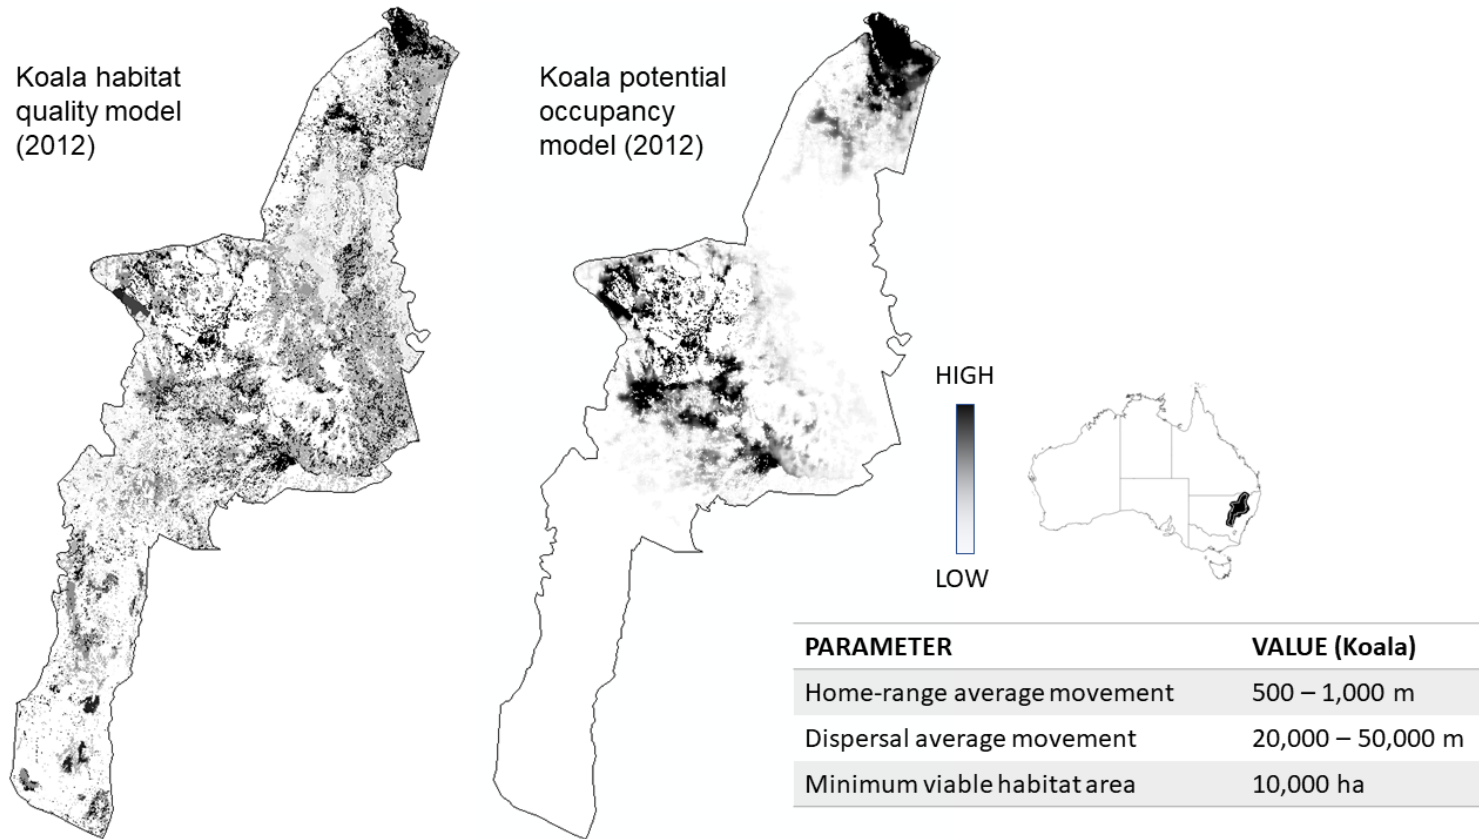 Koala habitat
quality model
(2012)
Koala potential
occupancy
model (2012)
HIGH
LOW
PARAMETER VALUE (Koala)
Home-range average movement 500 – 1,000 m
Dispersal average movement 20,000 – 50,000 m
Minimum viable habitat area 10,000 ha